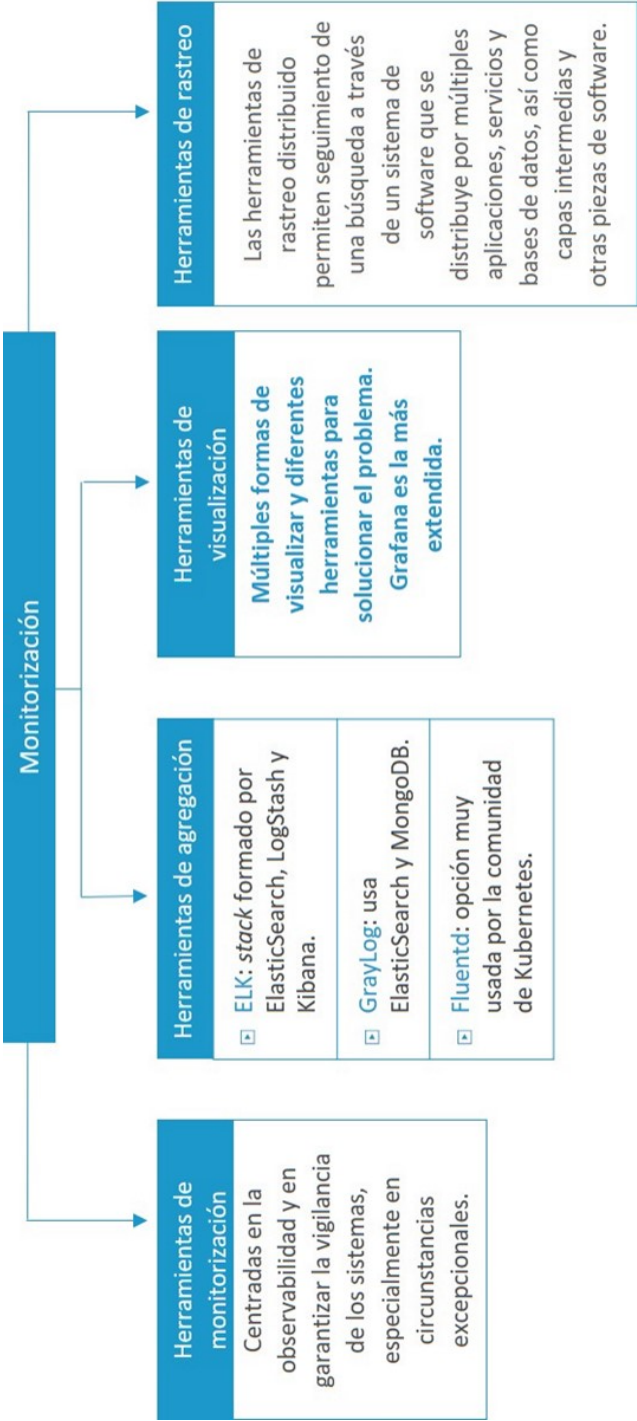 Monitorización
Herramientas de
monitorización
Centradas en la
observabilidad y en
garantizar la vigilancia
de los sistemas,
especialmente en
circunstancias
excepcionales.
Herramientas de agregación
ELK: stack formado por
ElasticSearch, LogStash y
Kibana.
GrayLog: usa
ElasticSearch y MongoDB.
Fluentd: opción muy
usada por la comunidad
de Kubernetes.
Herramientas de
visualización
Múltiples formas de
visualizar y diferentes
herramientas para
solucionar el problema.
Grafana es la más
extendida.
Herramientas de rastreo
Las herramientas de
rastreo distribuido
permiten seguimiento de
una búsqueda a través
de un sistema de
software que se
distribuye por múltiples
aplicaciones, servicios y
bases de datos, así como
capas intermedias y
otras piezas de software.